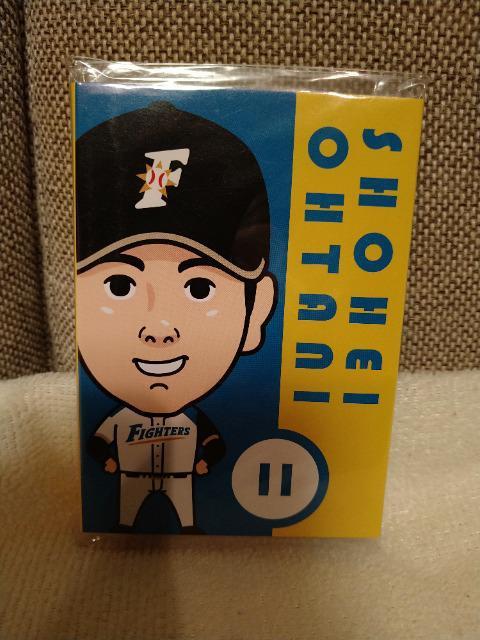 F
SHOHEI
OHTANI
FIGHTERS
11